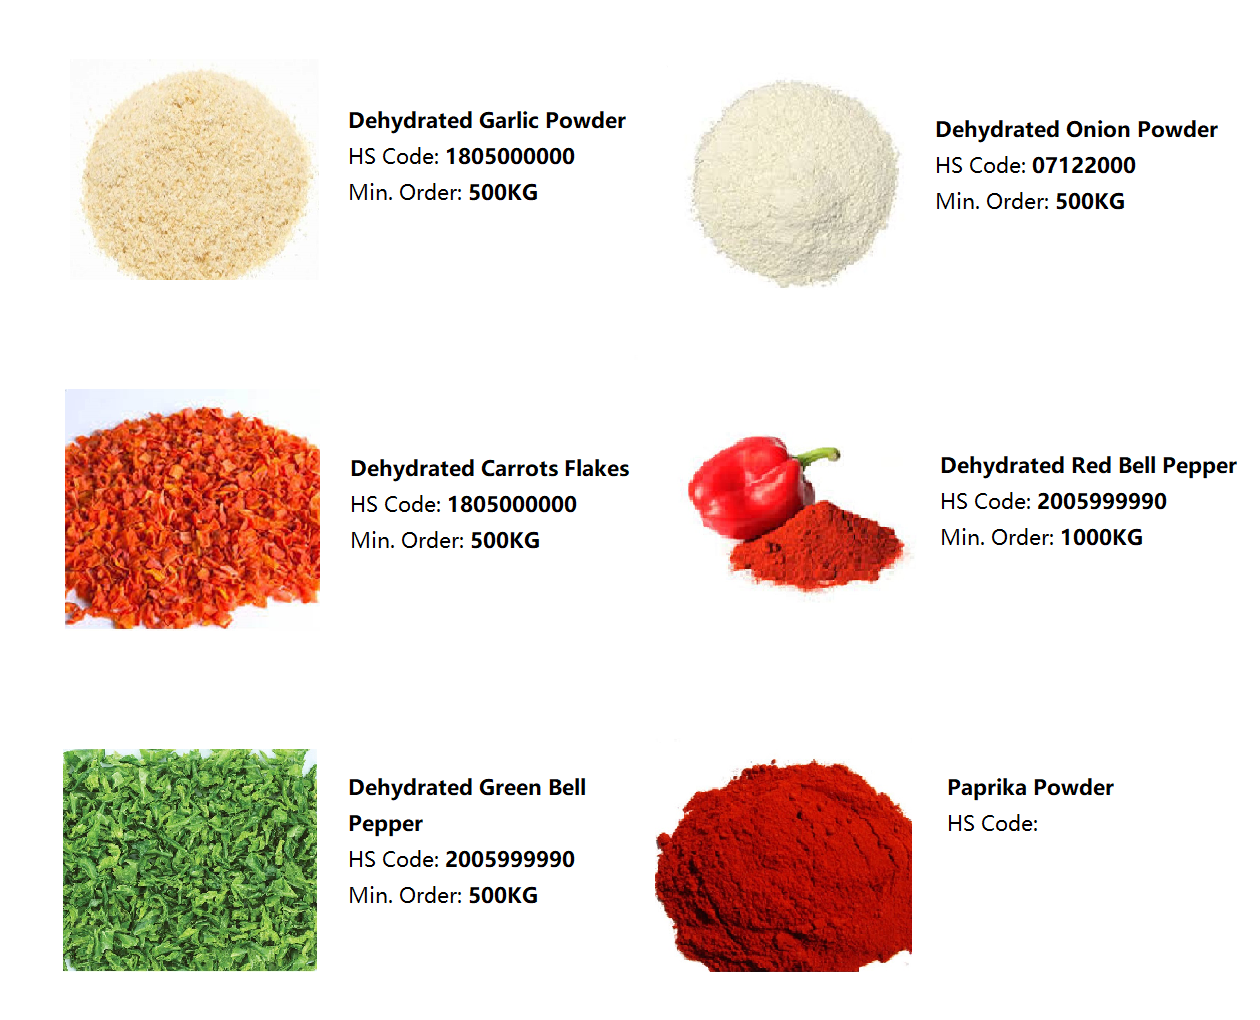 Dehydrated Garlic Powder
HS Code: 1805000000
Min. Order: 500KG
Dehydrated Onion Powder
HS Code: 07122000
Min. Order: 500KG
Dehydrated Carrots Flakes
HS Code: 1805000000
Min. Order: 500KG
Dehydrated Red Bell Pepper
HS Code: 2005999990
Min. Order: 1000KG
Dehydrated Green Bell
Pepper
HS Code: 2005999990
Min. Order: 500KG
Paprika Powder
HS Code: